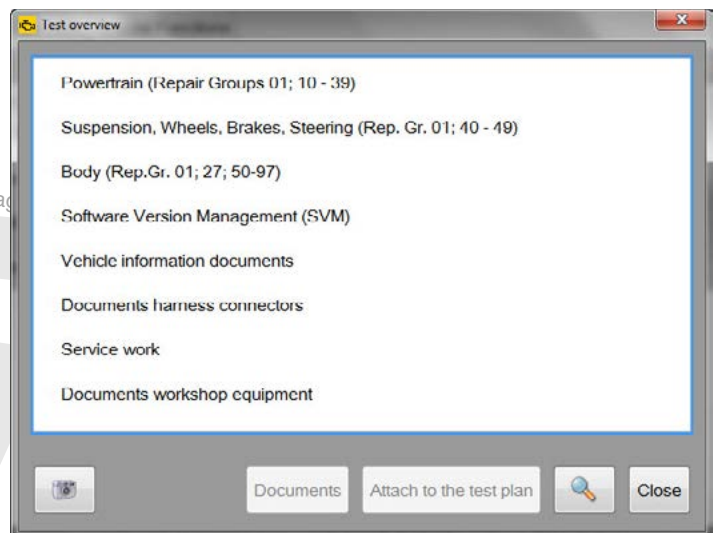 Test overview
Powertrain (Repair Groups 01; 10 - 39)
Suspension, Wheels, Brakes, Steering (Rep. Gr. 01; 40 - 49)
Body (Rep.Gr. 01; 27; 50-97)
Software Version Management (SVM)
Vehicle information documents
Documents harness connectors
Service work
Documents workshop equipment
Documents Attach to the test plan Close